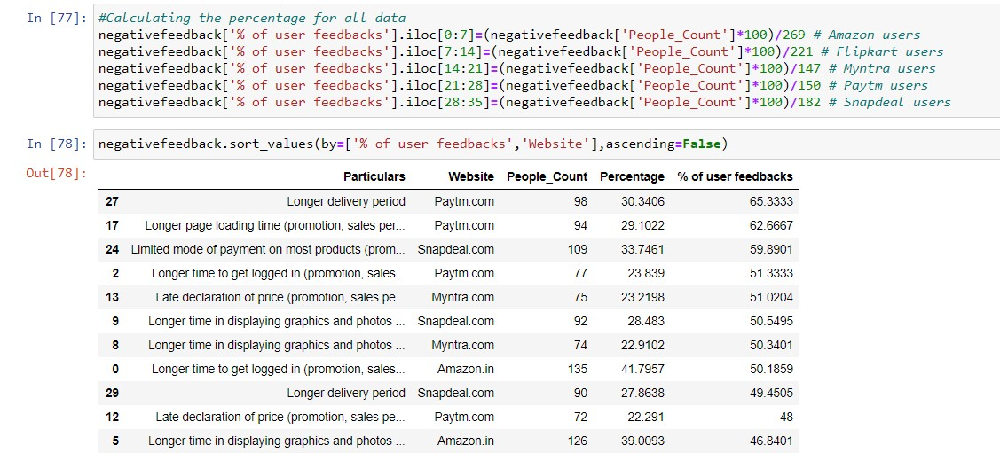 In [77]: #Calculating the percentage for all data
negativefeedback['% of user feedbacks'].iloc[0:7]=(negativefeedback['People_Count']*100)/269 # Amazon users
negativefeedback['% of user feedbacks'].iloc[7:14]=(negativefeedback['People_Count']*100)/221 # Flipkart users
negativefeedback['% of user feedbacks'].iloc[14:21]=(negativefeedback['People_Count']*100)/147 # Myntra users
negativefeedback['% of user feedbacks'].iloc[21:28]=(negativefeedback['People_Count']*100)/150 # Paytm users
negativefeedback['% of user feedbacks'].iloc[28:35]=(negativefeedback['People_Count']*100)/182 # Snapdeal users
In [78]: negativefeedback.sort_values(by=['% of user feedbacks','Website'],ascending=False)
Out[78]:
Particulars Website People_Count Percentage % of user feedbacks
27 Longer delivery period Paytm.com 98 30.3406 65.3333
17 Longer page loading time (promotion, sales per... Paytm.com 94 29.1022 62.6667
24 Limited mode of payment on most products (prom... Snapdeal.com 109 33.7461 59.8901
2 Longer time to get logged in (promotion, sales... Paytm.com 77 23.839 51.3333
13 Late declaration of price (promotion, sales pe... Myntra.com 75 23.2198 51.0204
9 Longer time in displaying graphics and photos ... Snapdeal.com 92 28.483 50.5495
8 Longer time in displaying graphics and photos ... Myntra.com 74 22.9102 50.3401
0 Longer time to get logged in (promotion, sales... Amazon.in 135 41.7957 50.1859
29 Longer delivery period Snapdeal.com 90 27.8638 49.4505
12 Late declaration of price (promotion, sales pe... Paytm.com 72 22.291 48
5 Longer time in displaying graphics and photos ... Amazon.in 126 39.0093 46.8401